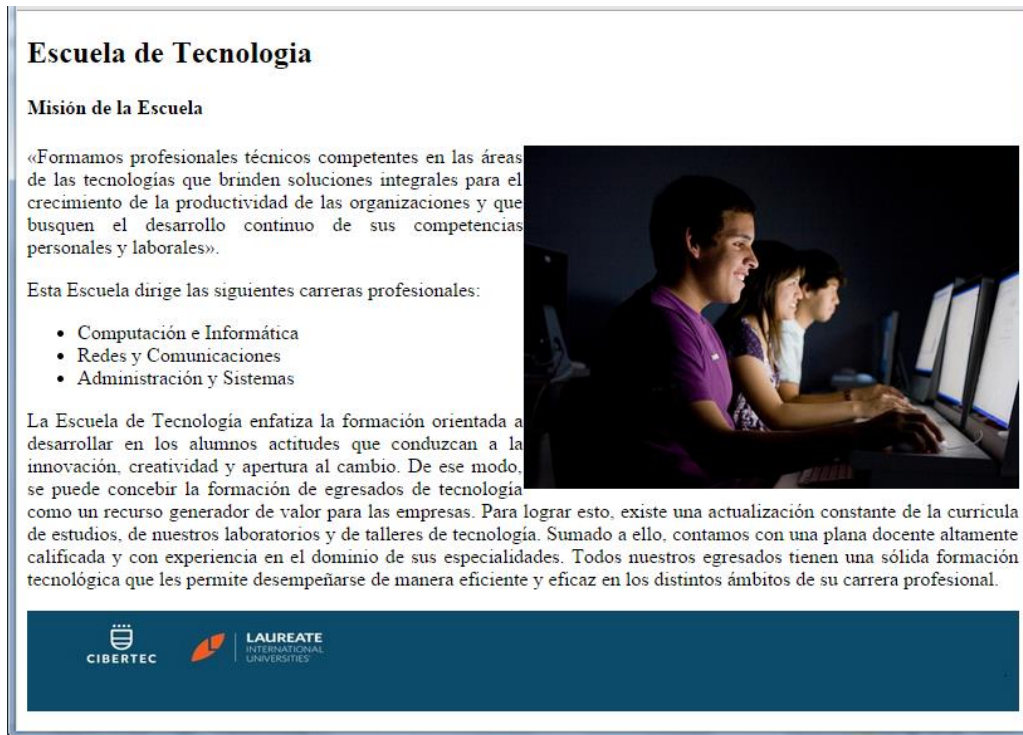 Escuela de Tecnologia
Misión de la Escuela
«Formamos profesionales técnicos competentes en las áreas
de las tecnologías que brinden soluciones integrales para el
crecimiento de la productividad de las organizaciones y que
busquen el desarrollo continuo de sus competencias
personales y laborales».
Esta Escuela dirige las siguientes carreras profesionales:
• Computación e Informática
• Redes y Comunicaciones
• Administración y Sistemas
La Escuela de Tecnología enfatiza la formación orientada a
desarrollar en los alumnos actitudes que conduzcan a la
innovación, creatividad y apertura al cambio. De ese modo,
se puede concebir la formación de egresados de tecnología
como un recurso generador de valor para las empresas. Para lograr esto, existe una actualización constante de la curricula
de estudios, de nuestros laboratorios y de talleres de tecnología. Sumado a ello, contamos con una plana docente altamente
calificada y con experiencia en el dominio de sus especialidades. Todos nuestros egresados tienen una sólida formación
tecnológica que les permite desempeñarse de manera eficiente y eficaz en los distintos ámbitos de su carrera profesional.
CIBERTEC
LAUREATE
INTERNATIONAL
UNIVERSITIES